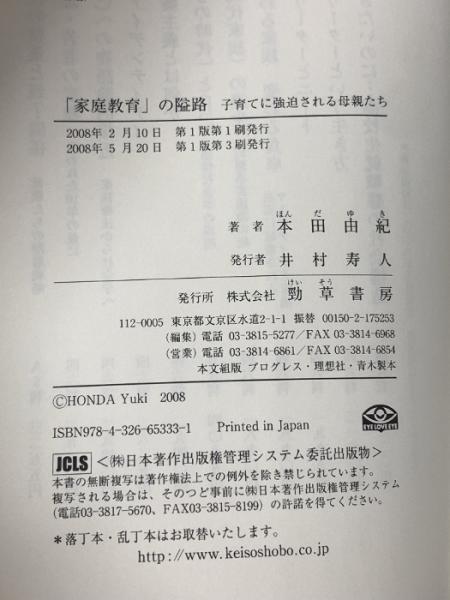 「家庭教育」の隘路 子育てに強迫される母親たち
2008年 2月10日 第1版第1刷発行
2008年 5月20日 第1版第3刷発行
ほん だ ゆ き
著者 本田由紀
発行者 井村寿人
けい そう
発行所 株式会社 勁草書房
112-0005 東京都文京区水道2-1-1 振替 00150-2-175253
(編集) 電話 03-3815-5277/FAX 03-3814-6968
(営業) 電話 03-3814-6861/FAX 03-3814-6854
本文組版 プログレス・理想社・青木製本
©HONDA Yuki 2008
EYE LOVE EYE
ISBN978-4-326-65333-1 Printed in Japan
JCLS <㈱日本著作出版権管理システム委託出版物>
本書の無断複写は著作権法上での例外を除き禁じられています。
複写される場合は、そのつど事前に㈱日本著作出版権管理システム
(電話03-3817-5670、FAX03-3815-8199) の許諾を得てください。
*落丁本・乱丁本はお取替いたします。
http://www.keisoshobo.co.jp